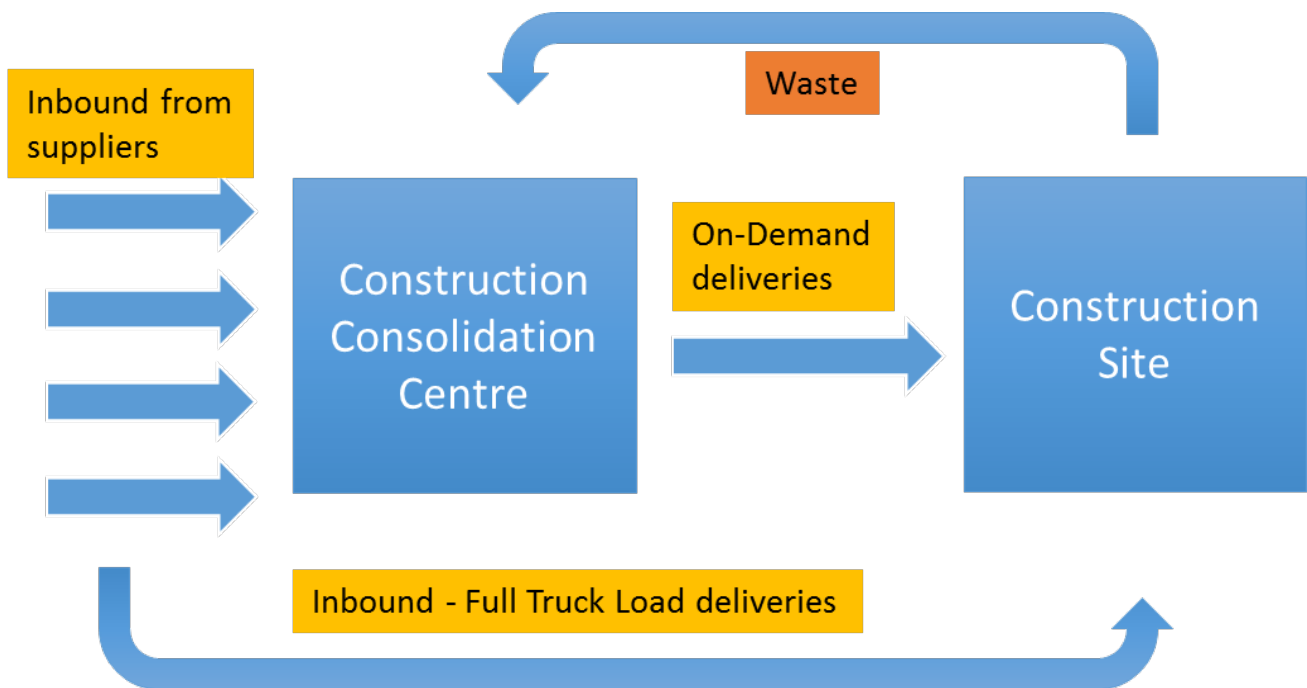 Waste
Inbound from
suppliers
On-Demand
deliveries
Construction
Consolidation
Centre
Construction
Site
Inbound - Full Truck Load deliveries